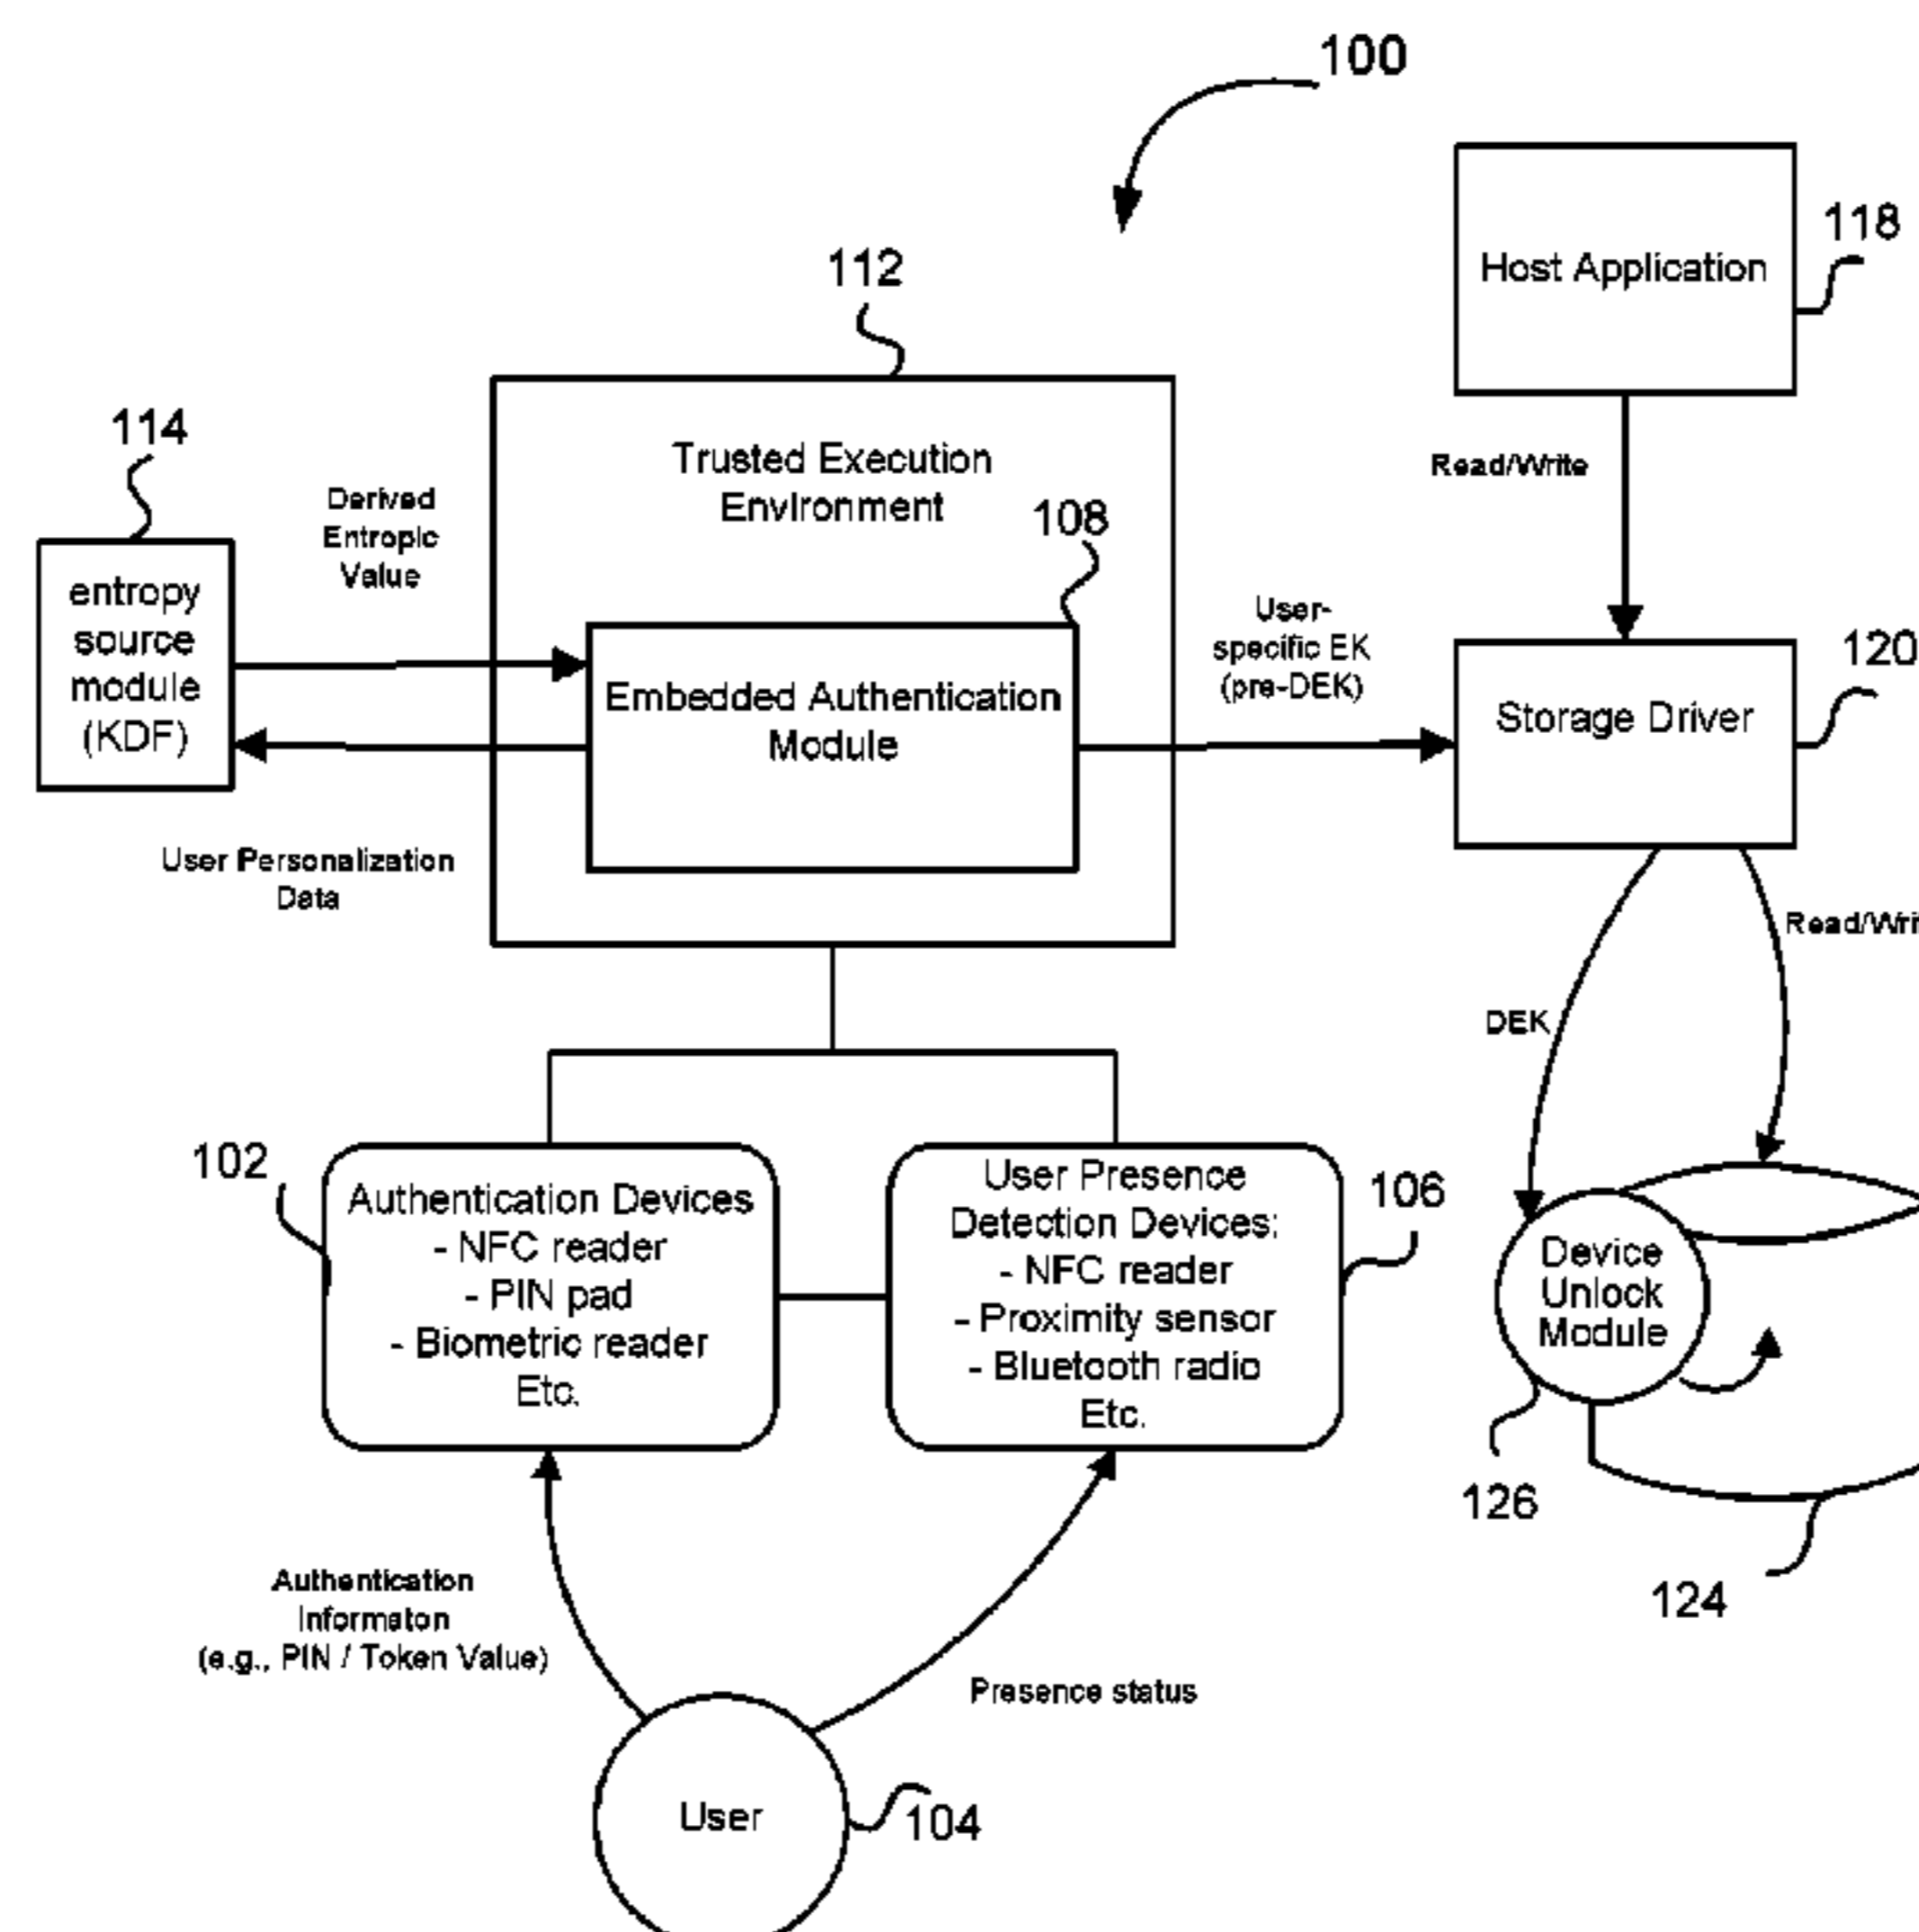 100
118
Host Application
112
114
Trusted Execution
Environment
108
Derived
Entropic
Value
Read/Write
entropy
source
module
(KDF)
Embedded Authentication
Module
User-
specific EK
(pre-DEK)
120
Storage Driver
User Personalization
Data
Read/Wri
DEK
102
Authentication Devices
- NFC reader
- PIN pad
- Biometric reader
Etc.
User Presence
Detection Devices:
- NFC reader
- Proximity sensor
- Bluetooth radio
Etc.
106
Device
Unlock
Module
126
124
Authentication
Informaton
(e.g., PIN / Token Value)
Presence status
User
104